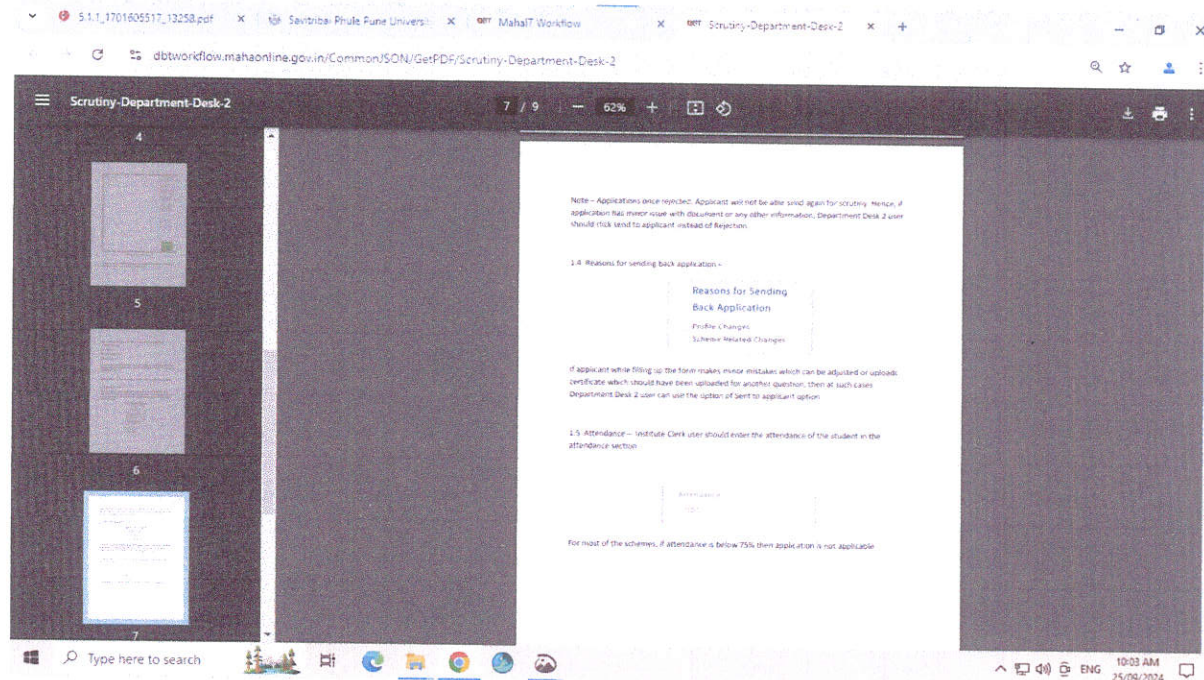 5.1.1_1701605517_13258.pdf
Savitribai Phule Pune Universi
MahaIT Workflow
Scrutiny-Department-Desk-2
dbtworkflow.mahaonline.gov.in/CommonJSON/GetPDF/Scrutiny-Department-Desk-2
Scrutiny-Department-Desk-2
7 / 9
62%
4
5
6
7
Note – Applications once rejected, Applicant will not be able send again for scrutiny. Hence, if
application has minor issue with document or any other information, Department Desk 2 user
should click send to applicant instead of Rejection
1.4 Reasons for sending back application –
Reasons for Sending
Back Application
Profile Changes
Scheme Related Changes
If applicant while filling up the form makes minor mistakes which can be adjusted or uploads
certificate which should have been uploaded for another question, then at such cases
Department Desk 2 user can use the option of Sent to applicant option
1.5 Attendance – Institute Clerk user should enter the attendance of the student in the
attendance section
Attendance
For most of the schemes, if attendance is below 75% then application is not applicable
Type here to search
ENG
10:03 AM
25/09/2024